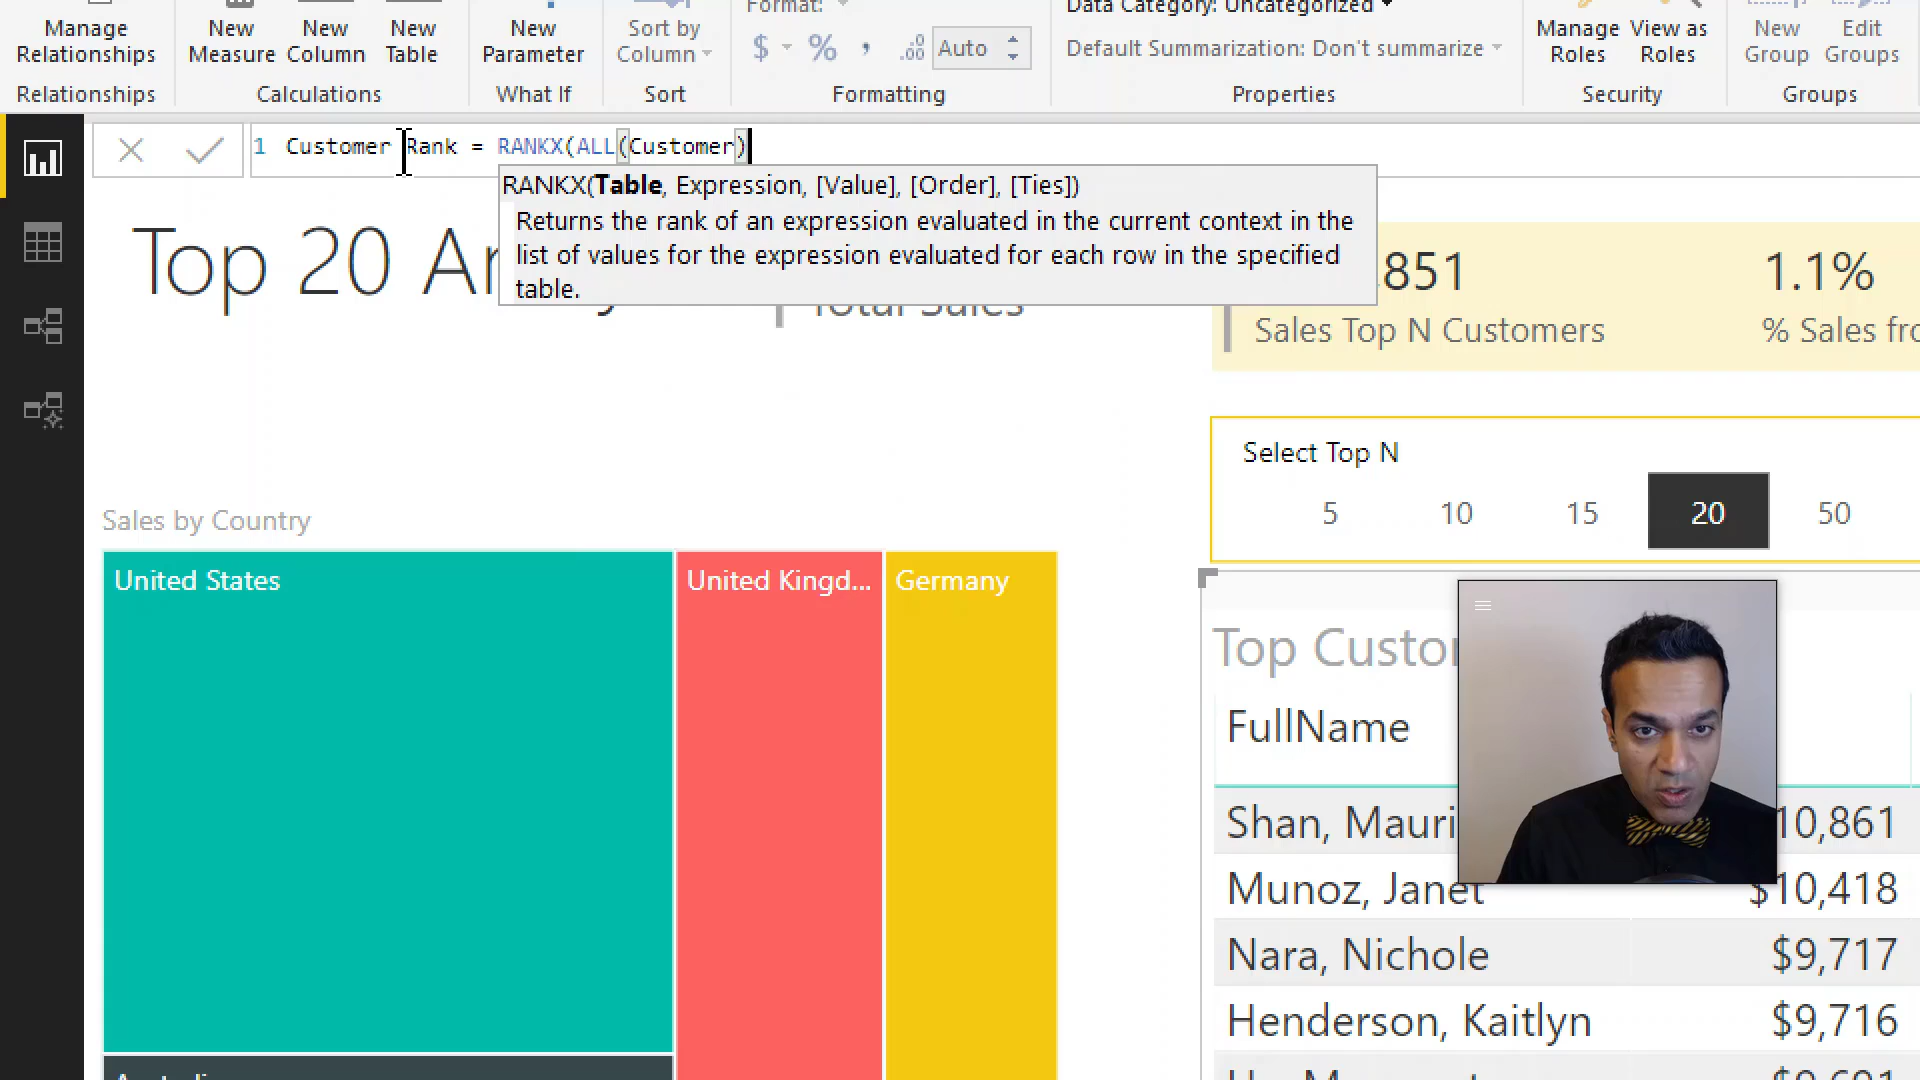 Format:
Data Category: Uncategorized
Manage Relationships
New Measure
New Column
New Table
New Parameter
Sort by Column
$ % , .00 Auto
Default Summarization: Don't summarize
Manage Roles
View as Roles
New Group
Edit Groups
Relationships
Calculations
What If
Sort
Formatting
Properties
Security
Groups
1 Customer Rank = RANKX(ALL(Customer)
RANKX(Table, Expression, [Value], [Order], [Ties])
Returns the rank of an expression evaluated in the current context in the
list of values for the expression evaluated for each row in the specified
table.
Top 20
Total Sales
851
Sales Top N Customers
1.1%
% Sales
Select Top N
5 10 15 20 50
Sales by Country
United States
United Kingd...
Germany
Top
FullName
Shan, 10,861
Munoz, Janet $10,418
Nara, Nichole $9,717
Henderson, Kaitlyn $9,716